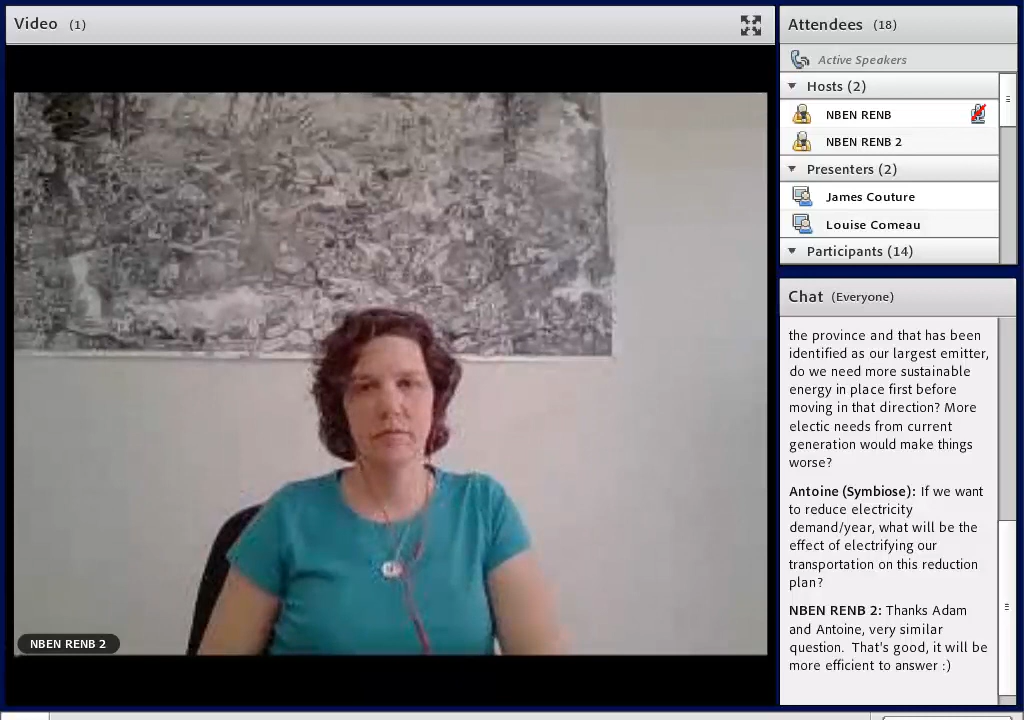 Video (1)
NBEN RENB 2
Attendees (18)
Active Speakers
Hosts (2)
NBEN RENB
NBEN RENB 2
Presenters (2)
James Couture
Louise Comeau
Participants (14)
Chat (Everyone)
the province and that has been
identified as our largest emitter,
do we need more sustainable
energy in place first before
moving in that direction? More
electic needs from current
generation would make things
worse?
Antoine (Symbiose): If we want
to reduce electricity
demand/year, what will be the
effect of electrifying our
transportation on this reduction
plan?
NBEN RENB 2: Thanks Adam
and Antoine, very similar
question. That's good, it will be
more efficient to answer :)